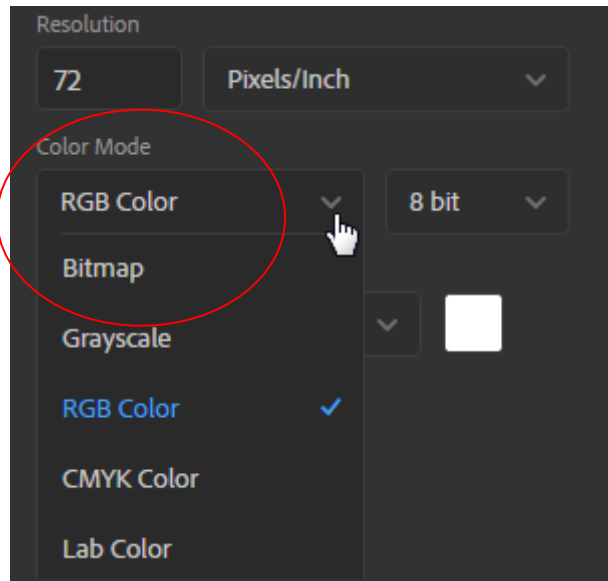 Resolution
72 Pixels/Inch
Color Mode
RGB Color 8 bit
Bitmap
Grayscale
RGB Color
CMYK Color
Lab Color